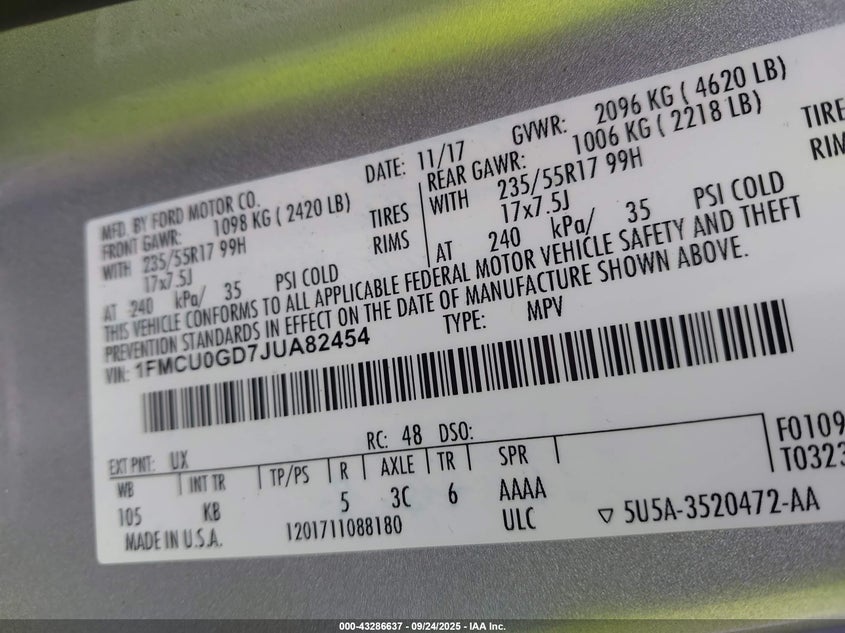 MFD. BY FORD MOTOR CO. DATE: 11/17 GVWR: 2096 KG ( 4620 LB)
FRONT GAWR: 1098 KG ( 2420 LB) REAR GAWR: 1006 KG ( 2218 LB)
WITH 235/55R17 99H TIRES WITH 235/55R17 99H TIRE
17x7.5J RIMS 17x7.5J RIM
AT 240 kPa/ 35 PSI COLD AT 240 kPa/ 35 PSI COLD
THIS VEHICLE CONFORMS TO ALL APPLICABLE FEDERAL MOTOR VEHICLE SAFETY AND THEFT
PREVENTION STANDARDS IN EFFECT ON THE DATE OF MANUFACTURE SHOWN ABOVE.
VIN: 1FMCU0GD7JUA82454 TYPE: MPV
RC: 48 DSO:
EXT PNT: UX F0109
WB INT TR TP/PS R AXLE TR SPR T0323
105 KB 5 3C 6 AAAA
MADE IN U.S.A. 1201711088180 ULC ▽ 5U5A-3520472-AA
000-43286637 - 09/24/2025 - IAA Inc.